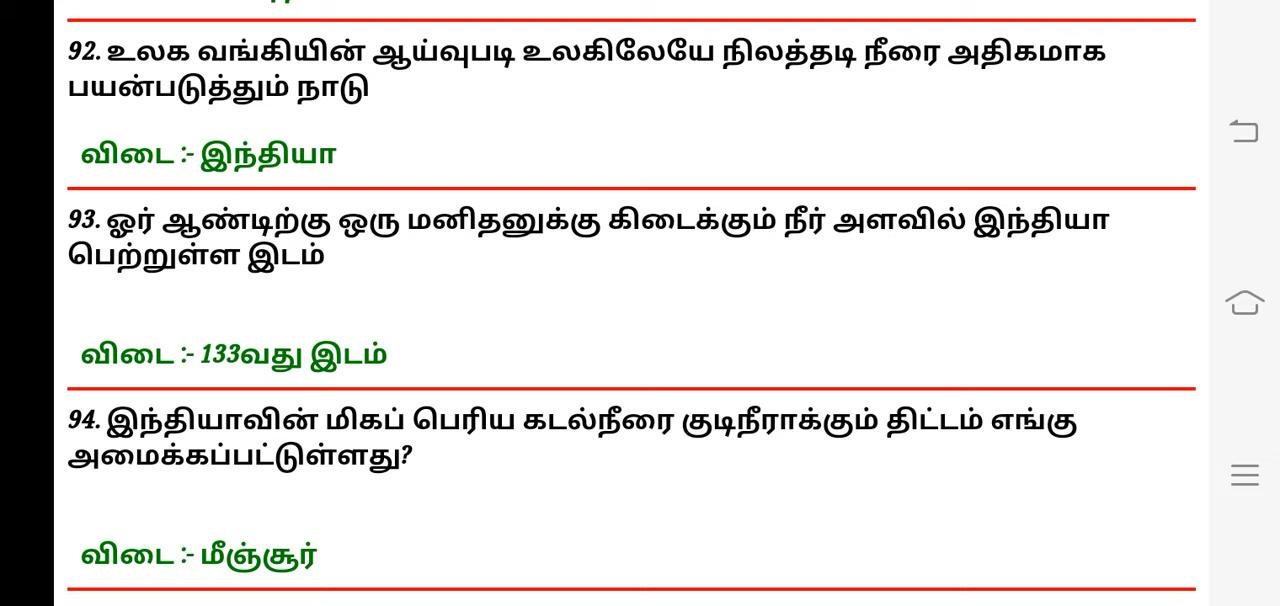 92. உலக வங்கியின் ஆய்வுபடி உலகிலேயே நிலத்தடி நீரை அதிகமாக
பயன்படுத்தும் நாடு
விடை :- இந்தியா
93. ஓர் ஆண்டிற்கு ஒரு மனிதனுக்கு கிடைக்கும் நீர் அளவில் இந்தியா
பெற்றுள்ள இடம்
விடை :- 133வது இடம்
94. இந்தியாவின் மிகப் பெரிய கடல்நீரை குடிநீராக்கும் திட்டம் எங்கு
அமைக்கப்பட்டுள்ளது?
விடை :- மீஞ்சூர்